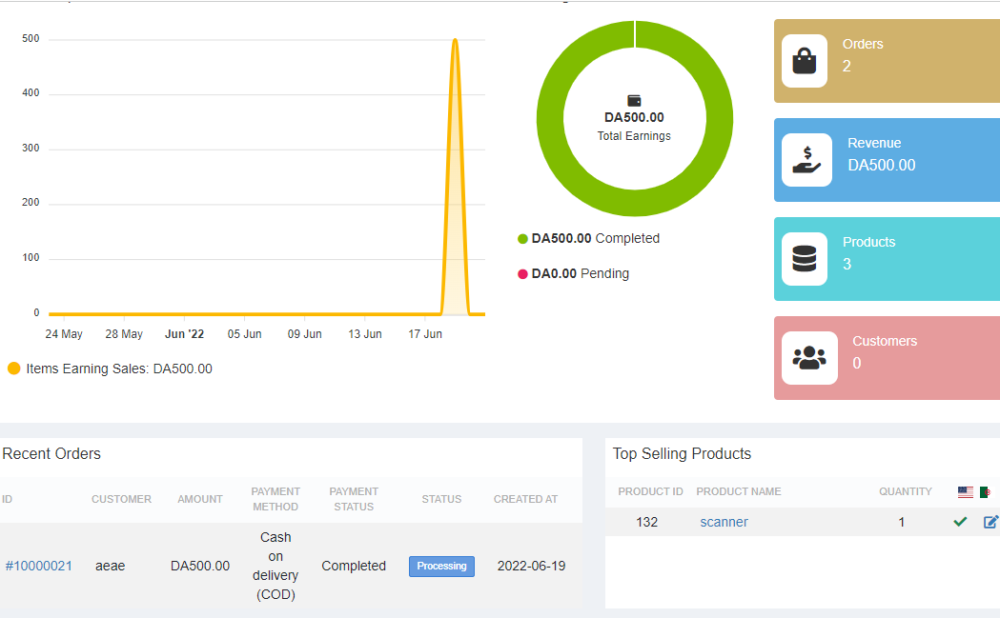 500
400
300
200
100
0
24 May 28 May Jun '22 05 Jun 09 Jun 13 Jun 17 Jun
Items Earning Sales: DA500.00
DA500.00
Total Earnings
DA500.00 Completed
DA0.00 Pending
Orders
2
Revenue
DA500.00
Products
3
Customers
0
Recent Orders
ID CUSTOMER AMOUNT PAYMENT METHOD PAYMENT STATUS STATUS CREATED AT
#10000021 aeae DA500.00 Cash on delivery (COD) Completed Processing 2022-06-19
Top Selling Products
PRODUCT ID PRODUCT NAME QUANTITY
132 scanner 1